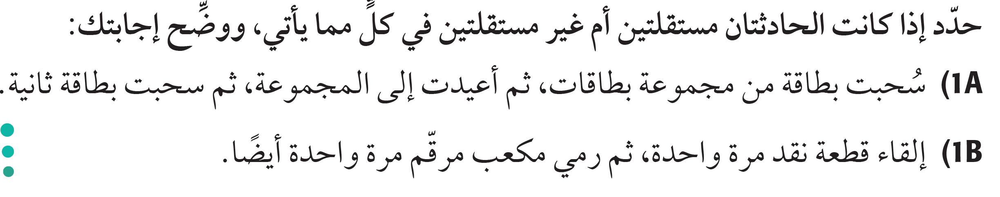 حدّد إذا كانت الحادثتان مستقلتين أم غير مستقلتين في كلٍّ مما يأتي، ووضِّح إجابتك:
1A) سُحبت بطاقة من مجموعة بطاقات، ثم أعيدت إلى المجموعة، ثم سحبت بطاقة ثانية.
1B) إلقاء قطعة نقد مرة واحدة، ثم رمي مكعب مرقّم مرة واحدة أيضًا.